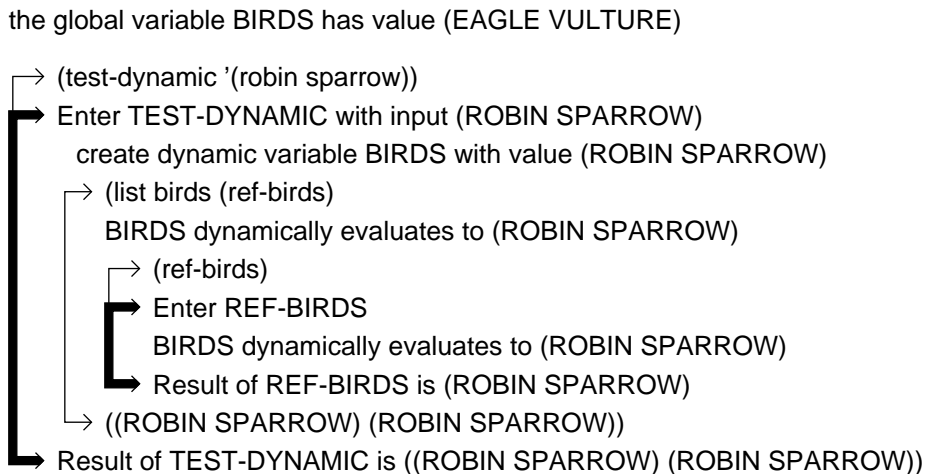 the global variable BIRDS has value (EAGLE VULTURE)
(test-dynamic ’(robin sparrow))
Enter TEST-DYNAMIC with input (ROBIN SPARROW)
create dynamic variable BIRDS with value (ROBIN SPARROW)
(list birds (ref-birds)
BIRDS dynamically evaluates to (ROBIN SPARROW)
(ref-birds)
Enter REF-BIRDS
BIRDS dynamically evaluates to (ROBIN SPARROW)
Result of REF-BIRDS is (ROBIN SPARROW)
((ROBIN SPARROW) (ROBIN SPARROW))
Result of TEST-DYNAMIC is ((ROBIN SPARROW) (ROBIN SPARROW))